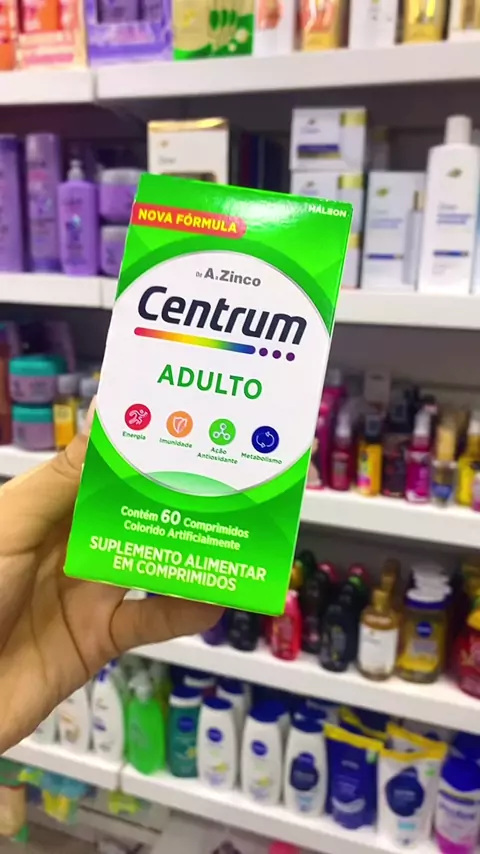 NOVA FÓRMULA
HALEON
De A.Zinco
Centrum
ADULTO
Energia
Imunidade
Ação
Antioxidante
Metabolismo
Contém 60 Comprimidos
Colorido Artificialmente
SUPLEMENTO ALIMENTAR
EM COMPRIMIDOS